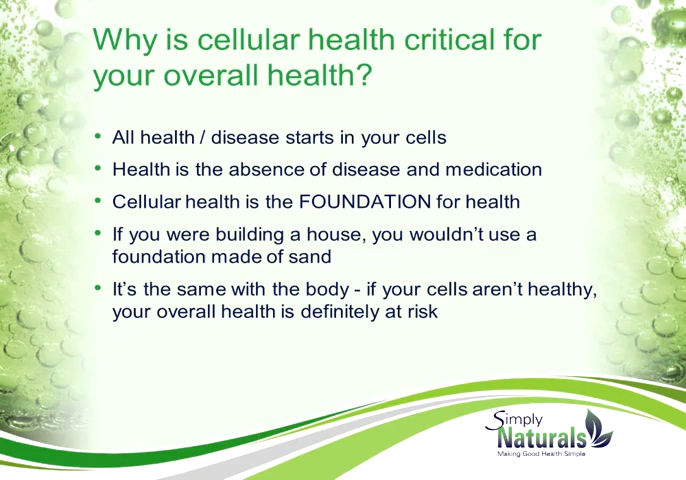 Why is cellular health critical for
your overall health?
• All health / disease starts in your cells
• Health is the absence of disease and medication
• Cellular health is the FOUNDATION for health
• If you were building a house, you wouldn't use a
foundation made of sand
• It's the same with the body - if your cells aren't healthy,
your overall health is definitely at risk
Simply
Naturals
Making Good Health Simple